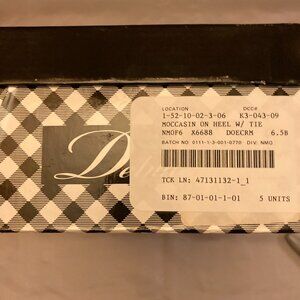 LOCATION DCC#
1-52-10-02-3-06 K3-043-09
MOCCASIN ON HEEL W/ TIE
NMOF6 X6688 DOECRM 6.5B
BATCH NO. 0111-1-3-001-0770 DIV: NMG
TCK LN: 47131132-1_1
BIN: 87-01-01-1-01 5 UNITS